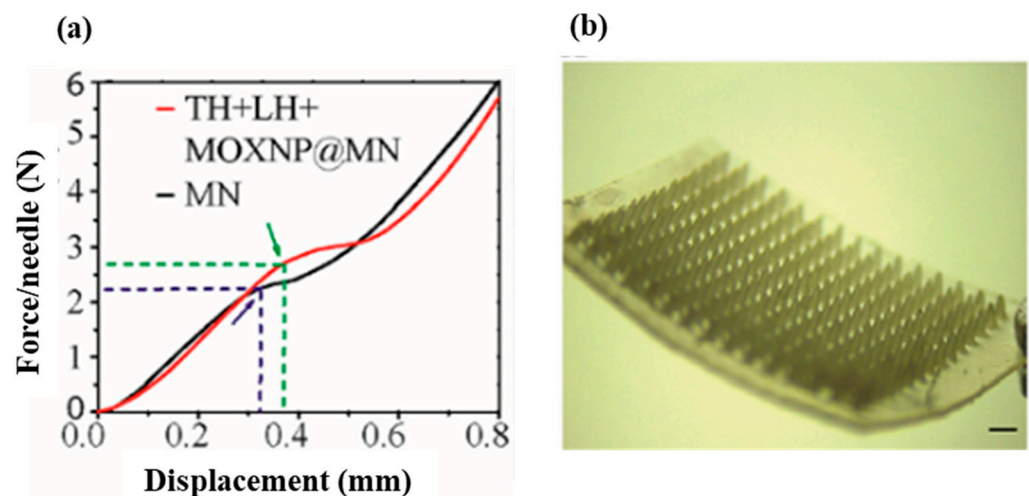 (a)
(b)
6
5
4
3
2
1
0
Force/needle (N)
TH+LH+
MOXNP@MN
MN
0.0 0.2 0.4 0.6 0.8
Displacement (mm)